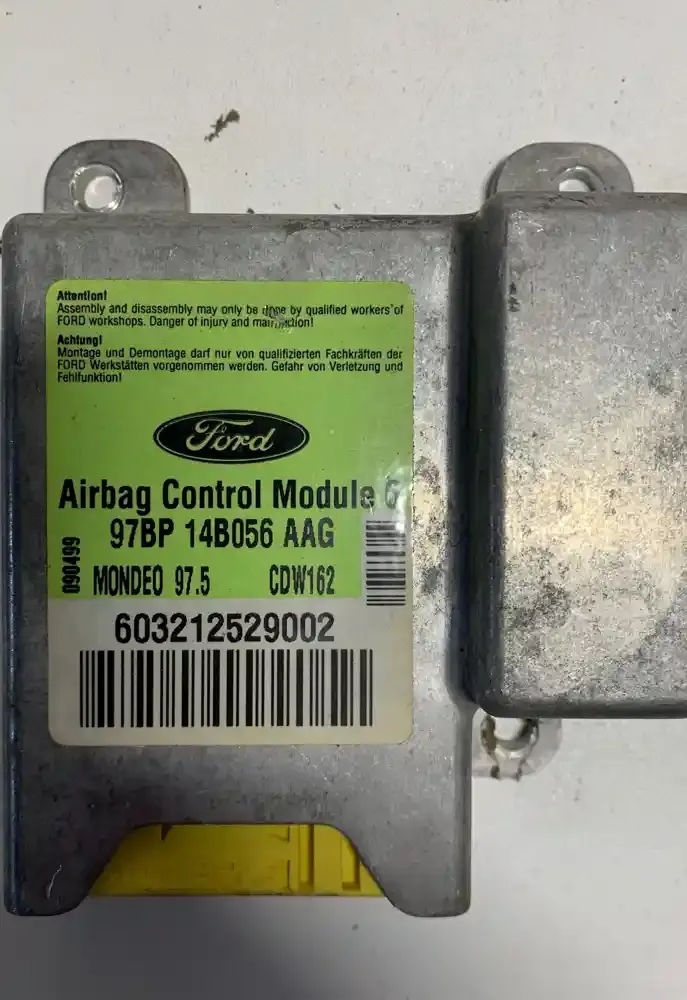 Attention!
Assembly and disassembly may only be done by qualified workers of
FORD workshops. Danger of injury and malfunction!
Achtung!
Montage und Demontage darf nur von qualifizierten Fachkräften der
FORD Werkstätten vorgenommen werden. Gefahr von Verletzung und
Fehlfunktion!
Ford
Airbag Control Module 6
97BP 14B056 AAG
090499
MONDEO 97.5 CDW162
603212529002